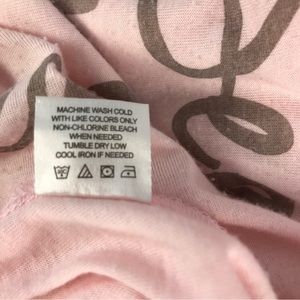 MACHINE WASH COLD
WITH LIKE COLORS ONLY
NON-CHLORINE BLEACH
WHEN NEEDED
TUMBLE DRY LOW
COOL IRON IF NEEDED